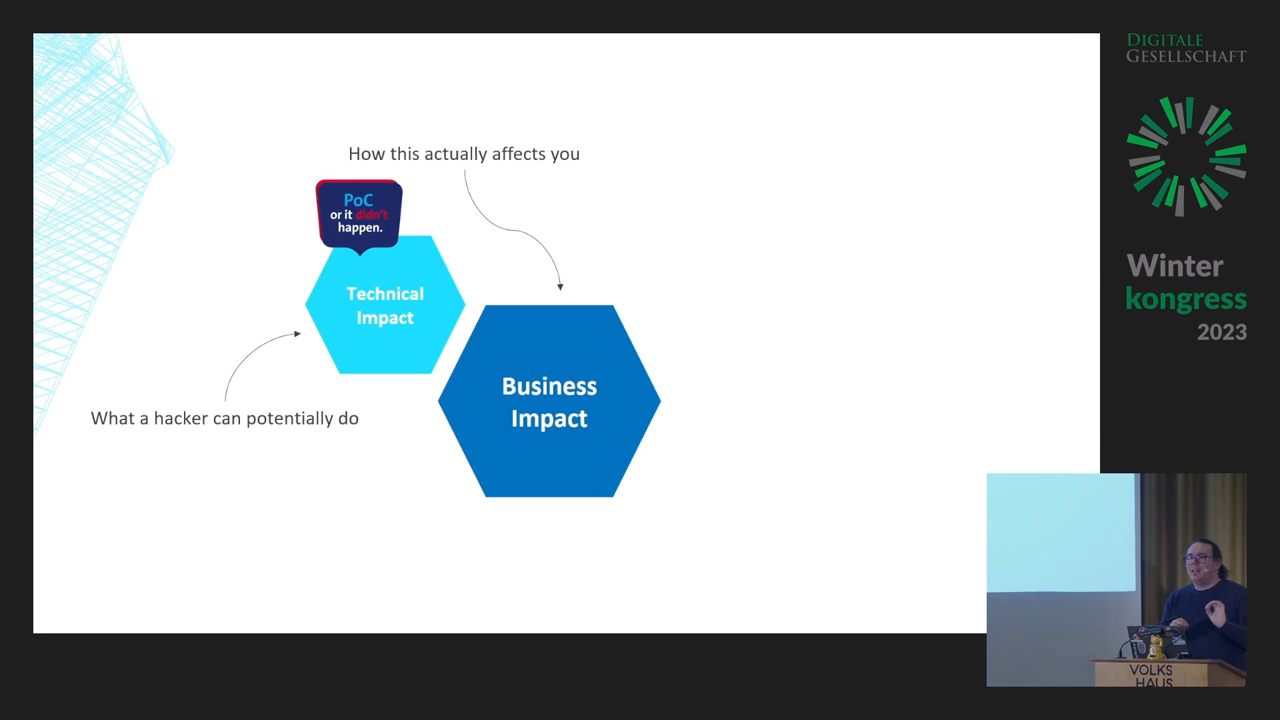 How this actually affects you
PoC
or it didn't
happen.
Technical
Impact
Business
Impact
What a hacker can potentially do
DIGITALE
GESELLSCHAFT
Winter
kongress
2023
VOLKS
HAUS